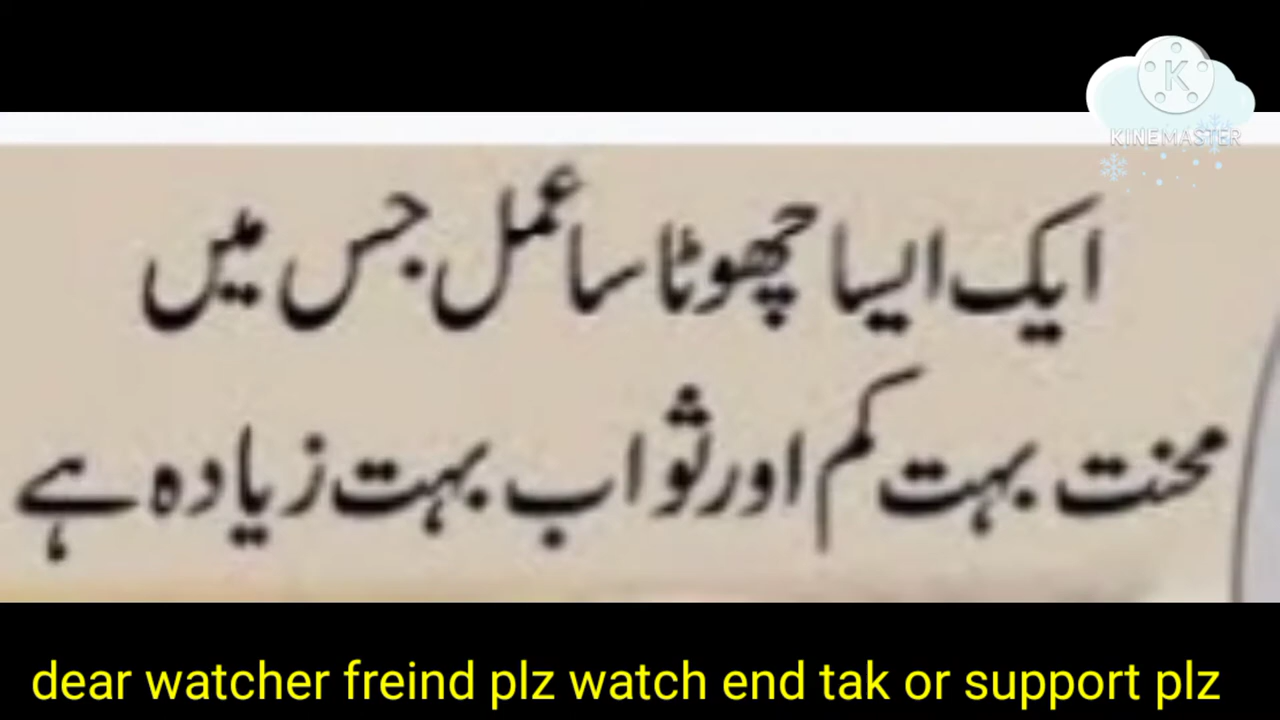 KINEMASTER
ایک ایسا چھوٹا سا عمل جس میں
محنت بہت کم اور ثواب بہت زیادہ ہے
dear watcher freind plz watch end tak or support plz